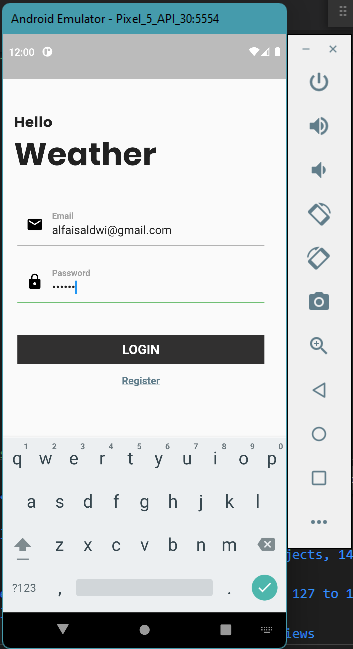 Android Emulator - Pixel_5_API_30:5554
12:00
Hello
Weather
Email
alfaisaldwi@gmail.com
Password
••••••
LOGIN
Register
1 2 3 4 5 6 7 8 9 0
q w e r t y u i o p
a s d f g h j k l
z x c v b n m
?123 , .
jects, 14
127 to 1
iews